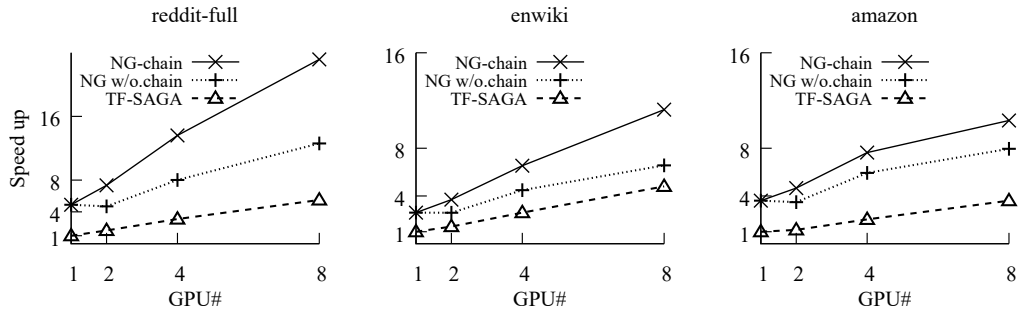 reddit-full
NG-chain
NG w/o.chain
TF-SAGA
16
8
4
1
Speed up
1 2 4 8
GPU#
enwiki
16
NG-chain
NG w/o.chain
TF-SAGA
8
4
1
1 2 4 8
GPU#
amazon
16
NG-chain
NG w/o.chain
TF-SAGA
8
4
1
1 2 4 8
GPU#